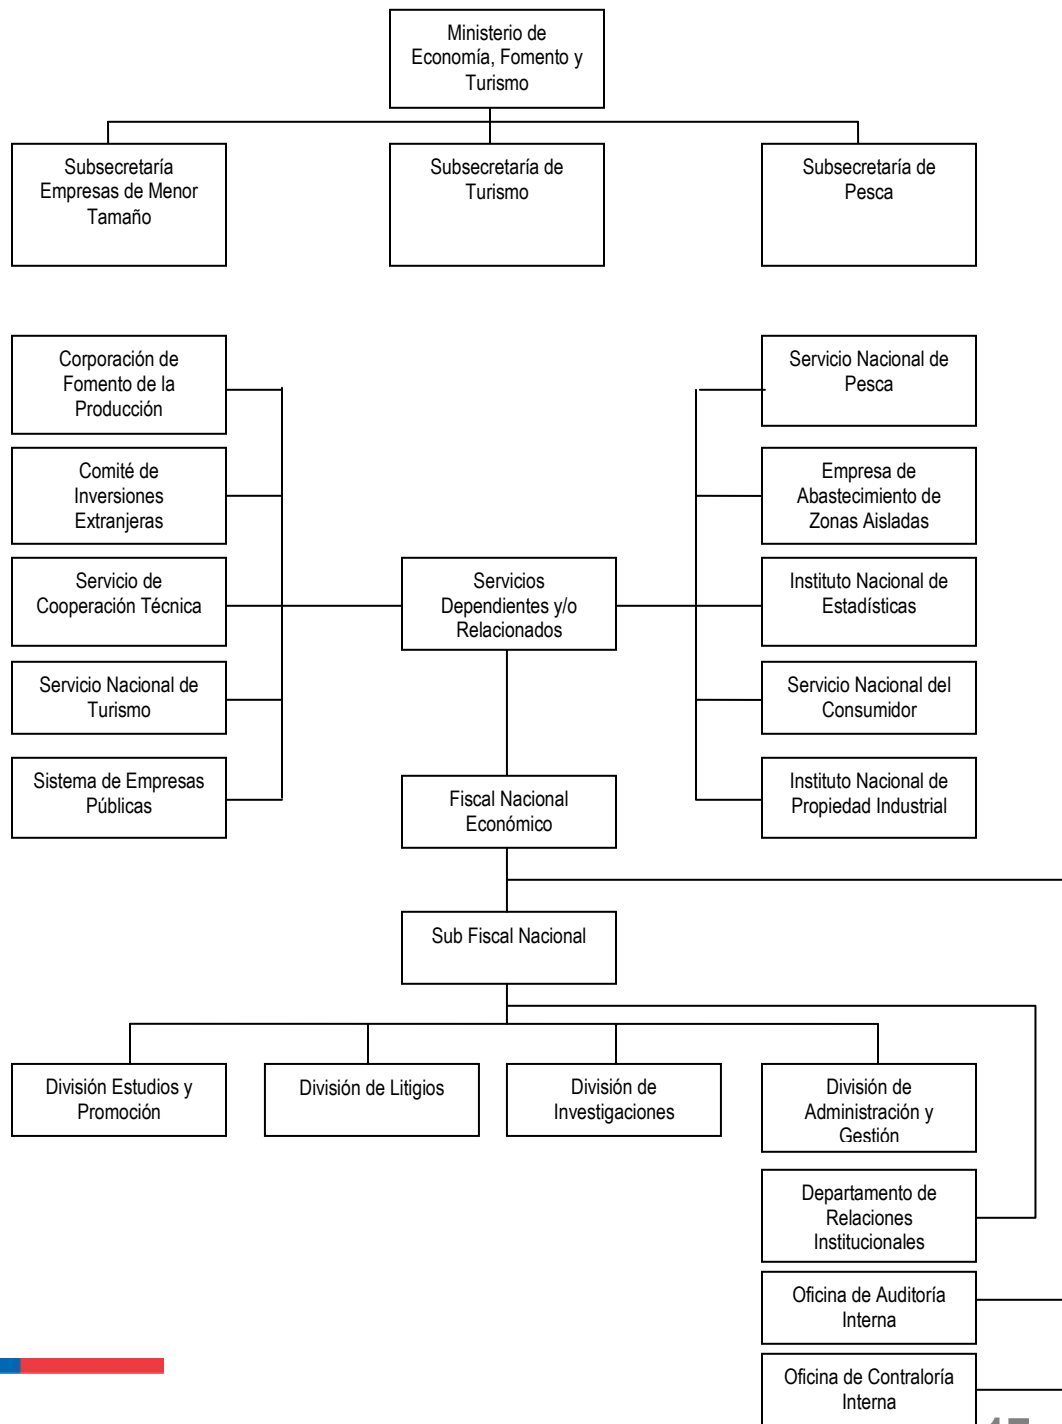 Ministerio de
Economía, Fomento y
Turismo
Subsecretaría
Empresas de Menor
Tamaño
Subsecretaría de
Turismo
Subsecretaría de
Pesca
Corporación de
Fomento de la
Producción
Servicio Nacional de
Pesca
Comité de
Inversiones
Extranjeras
Empresa de
Abastecimiento de
Zonas Aisladas
Servicio de
Cooperación Técnica
Servicios
Dependientes y/o
Relacionados
Instituto Nacional de
Estadísticas
Servicio Nacional de
Turismo
Servicio Nacional del
Consumidor
Sistema de Empresas
Públicas
Fiscal Nacional
Económico
Instituto Nacional de
Propiedad Industrial
Sub Fiscal Nacional
División Estudios y
Promoción
División de Litigios
División de
Investigaciones
División de
Administración y
Gestión
Departamento de
Relaciones
Institucionales
Oficina de Auditoría
Interna
Oficina de Contraloría
Interna